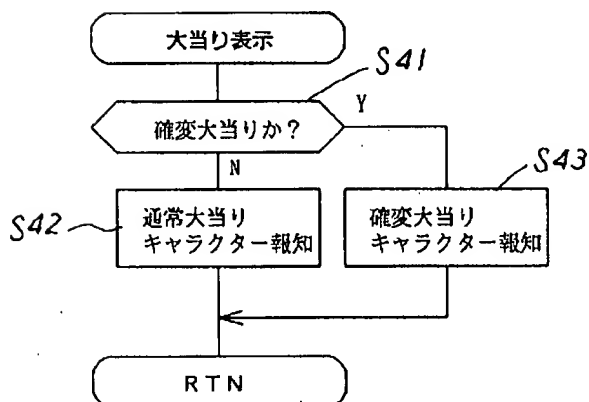 大当り表示
S41
確変大当りか?
Y
N
S43
S42
通常大当り
キャラクター報知
確変大当り
キャラクター報知
RTN